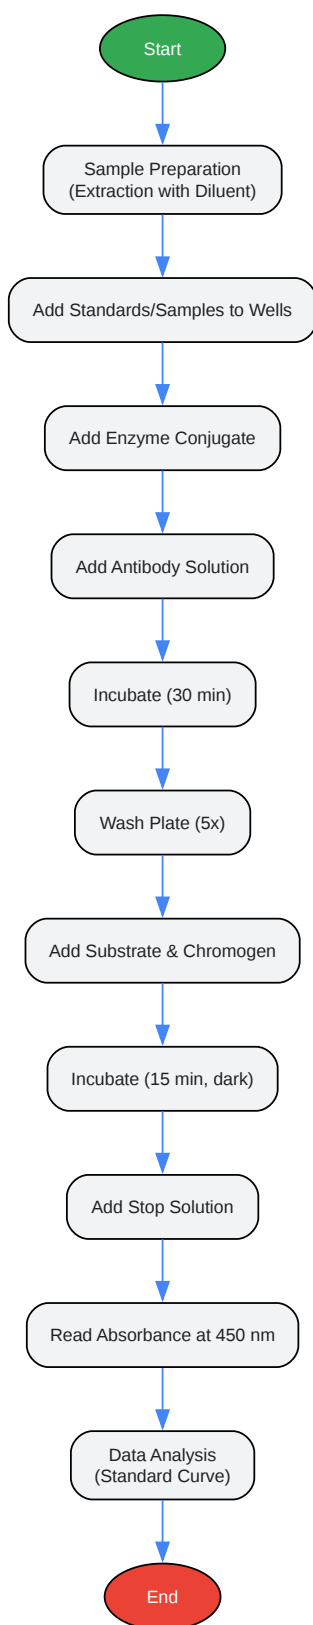 Start
Sample Preparation
(Extraction with Diluent)
Add Standards/Samples to Wells
Add Enzyme Conjugate
Add Antibody Solution
Incubate (30 min)
Wash Plate (5x)
Add Substrate & Chromogen
Incubate (15 min, dark)
Add Stop Solution
Read Absorbance at 450 nm
Data Analysis
(Standard Curve)
End